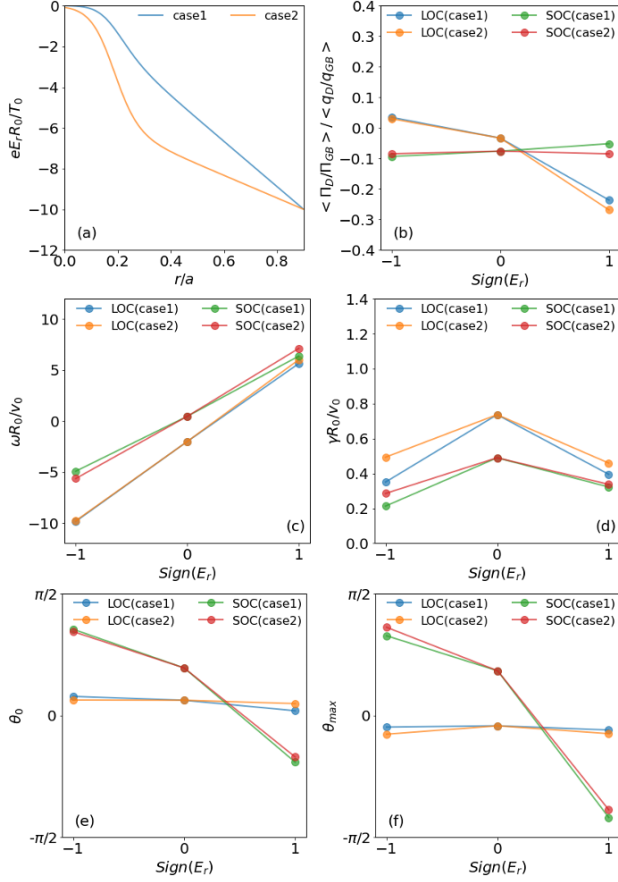 0
−2
−4
−6
−8
−10
−12
eE_rR_0/T_0
case1 case2
(a)
0.0 0.2 0.4 0.6 0.8
r/a
0.4
0.3
0.2
0.1
0.0
−0.1
−0.2
−0.3
−0.4
< Π_D/Π_GB > / < q_D/q_GB >
LOC(case1) SOC(case1)
LOC(case2) SOC(case2)
(b)
−1 0 1
Sign(E_r)
10
5
0
−5
−10
ωR_0/v_0
LOC(case1) SOC(case1)
LOC(case2) SOC(case2)
(c)
−1 0 1
Sign(E_r)
1.4
1.2
1.0
0.8
0.6
0.4
0.2
0.0
γR_0/v_0
LOC(case1) SOC(case1)
LOC(case2) SOC(case2)
(d)
−1 0 1
Sign(E_r)
π/2
0
-π/2
θ_0
LOC(case1) SOC(case1)
LOC(case2) SOC(case2)
(e)
−1 0 1
Sign(E_r)
π/2
0
-π/2
θ_max
LOC(case1) SOC(case1)
LOC(case2) SOC(case2)
(f)
−1 0 1
Sign(E_r)